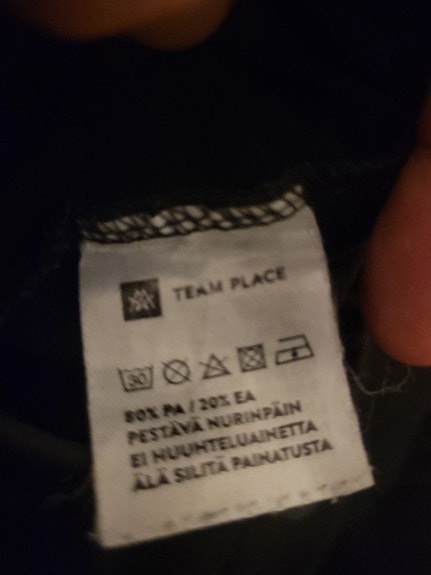 TEAM PLACE
30
80% PA / 20% EA
PESTÄVÄ NURINPÄIN
EI HUUHTELUAINETTA
ÄLÄ SILITÄ PAINATUSTA